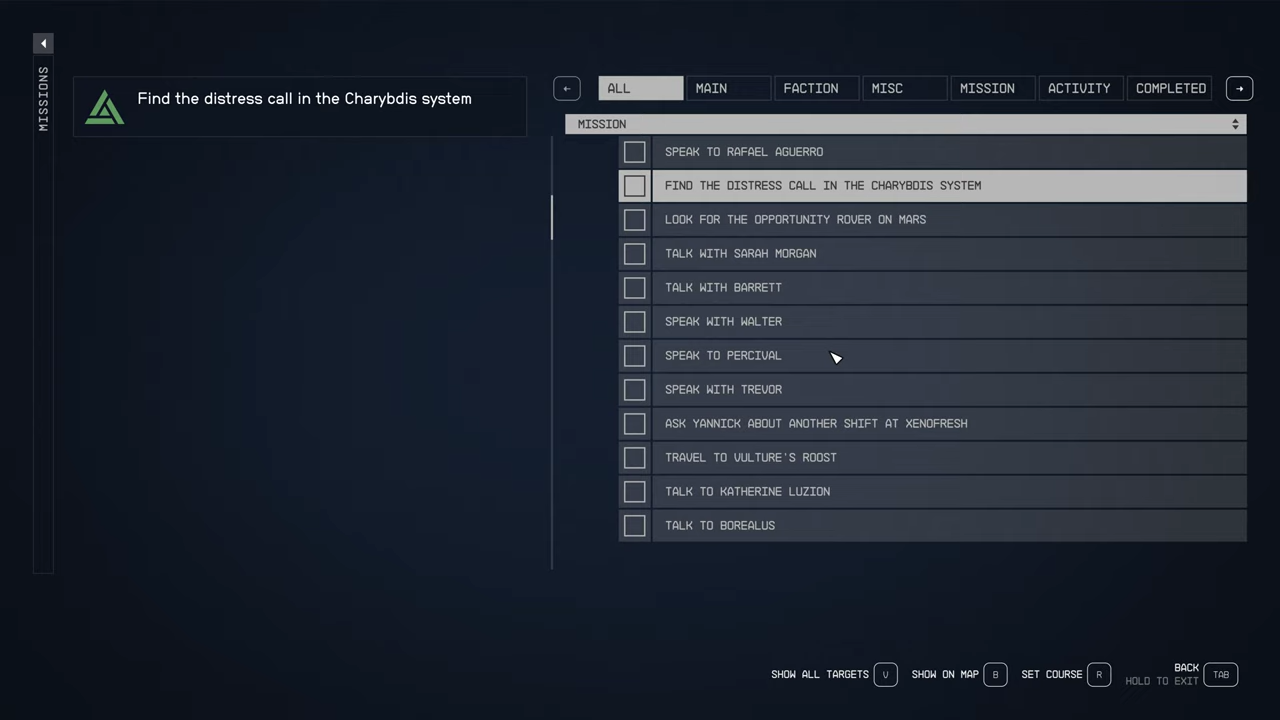 MISSIONS
Find the distress call in the Charybdis system
ALL
MAIN
FACTION
MISC
MISSION
ACTIVITY
COMPLETED
MISSION
SPEAK TO RAFAEL AGUERRO
FIND THE DISTRESS CALL IN THE CHARYBDIS SYSTEM
LOOK FOR THE OPPORTUNITY ROVER ON MARS
TALK WITH SARAH MORGAN
TALK WITH BARRETT
SPEAK WITH WALTER
SPEAK TO PERCIVAL
SPEAK WITH TREVOR
ASK YANNICK ABOUT ANOTHER SHIFT AT XENOFRESH
TRAVEL TO VULTURE'S ROOST
TALK TO KATHERINE LUZION
TALK TO BOREALUS
SHOW ALL TARGETS V
SHOW ON MAP B
SET COURSE R
BACK
HOLD TO EXIT
TAB